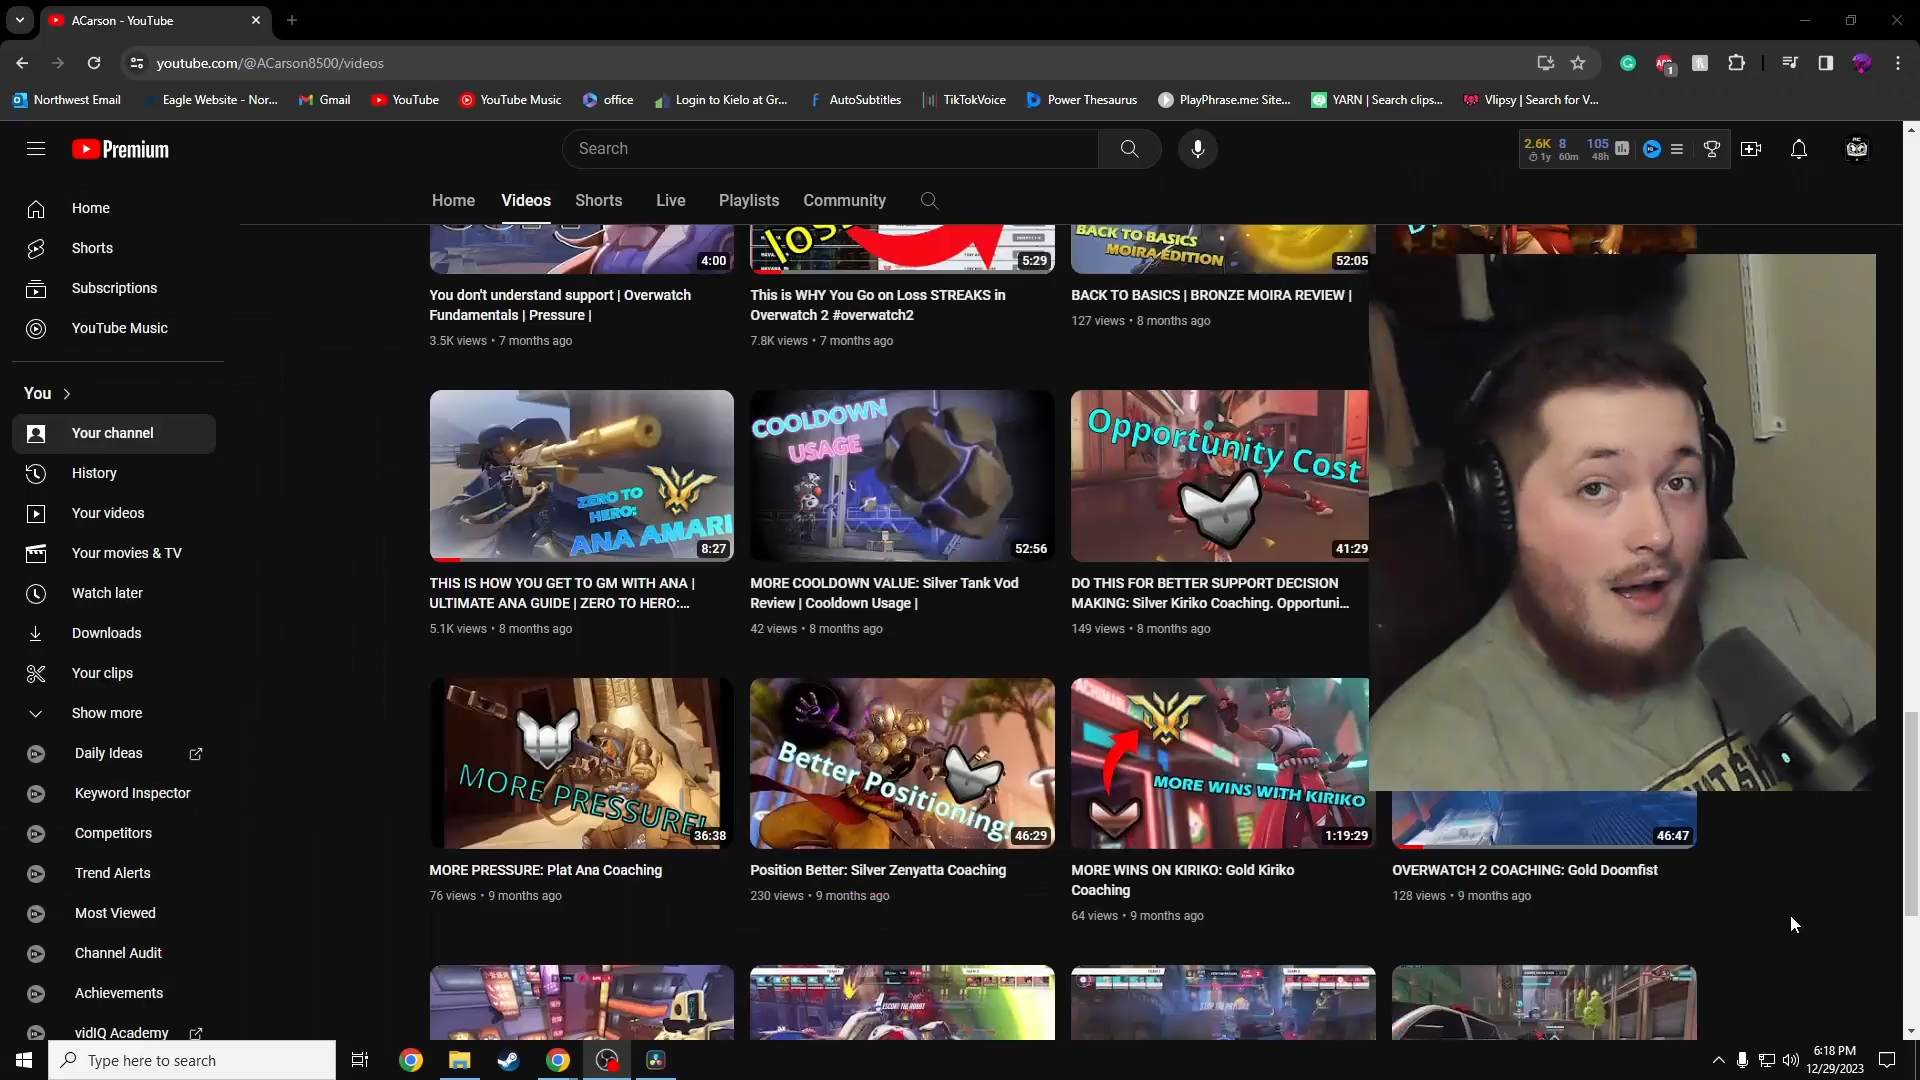 ACarson - YouTube
youtube.com/@ACarson8500/videos
1
Northwest Email
Eagle Website - Nor...
Gmail
YouTube
YouTube Music
office
Login to Kielo at Gr...
AutoSubtitles
TikTokVoice
Power Thesaurus
PlayPhrase.me: Site...
YARN | Search clips...
Vlipsy | Search for V...
Premium
Search
2.6K 8 105
1y 60m 48h
Home
Videos
Shorts
Live
Playlists
Community
Home
Shorts
Subscriptions
YouTube Music
You
Your channel
History
Your videos
Your movies & TV
Watch later
Downloads
Your clips
Show more
Daily Ideas
Keyword Inspector
Competitors
Trend Alerts
Most Viewed
Channel Audit
Achievements
vidIQ Academy
4:00
You don't understand support | Overwatch
Fundamentals | Pressure |
3.5K views • 7 months ago
loss
5:29
This is WHY You Go on Loss STREAKS in
Overwatch 2 #overwatch2
7.8K views • 7 months ago
BACK TO BASICS
MOIRA EDITION
52:05
BACK TO BASICS | BRONZE MOIRA REVIEW |
127 views • 8 months ago
ZERO TO
HERO:
ANA AMARI
8:27
THIS IS HOW YOU GET TO GM WITH ANA |
ULTIMATE ANA GUIDE | ZERO TO HERO:...
5.1K views • 8 months ago
COOLDOWN
USAGE
52:56
MORE COOLDOWN VALUE: Silver Tank Vod
Review | Cooldown Usage |
42 views • 8 months ago
Opportunity Cost
41:29
DO THIS FOR BETTER SUPPORT DECISION
MAKING: Silver Kiriko Coaching. Opportuni...
149 views • 8 months ago
MORE PRESSURE!
36:38
MORE PRESSURE: Plat Ana Coaching
76 views • 9 months ago
Better Positioning!
46:29
Position Better: Silver Zenyatta Coaching
230 views • 9 months ago
MORE WINS WITH KIRIKO
1:19:29
MORE WINS ON KIRIKO: Gold Kiriko
Coaching
64 views • 9 months ago
46:47
OVERWATCH 2 COACHING: Gold Doomfist
128 views • 9 months ago
ESCORT THE ROBOT
STOP THE PAYLOAD
Type here to search
6:18 PM
12/29/2023